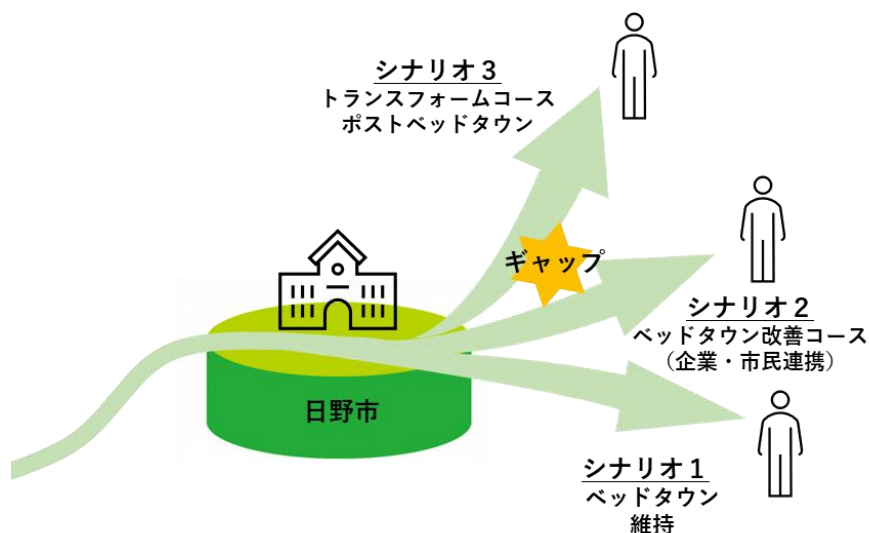 シナリオ３
トランスフォームコース
ポストベッドタウン
ギャップ
シナリオ２
ベッドタウン改善コース
（企業・市民連携）
日野市
シナリオ１
ベッドタウン
維持